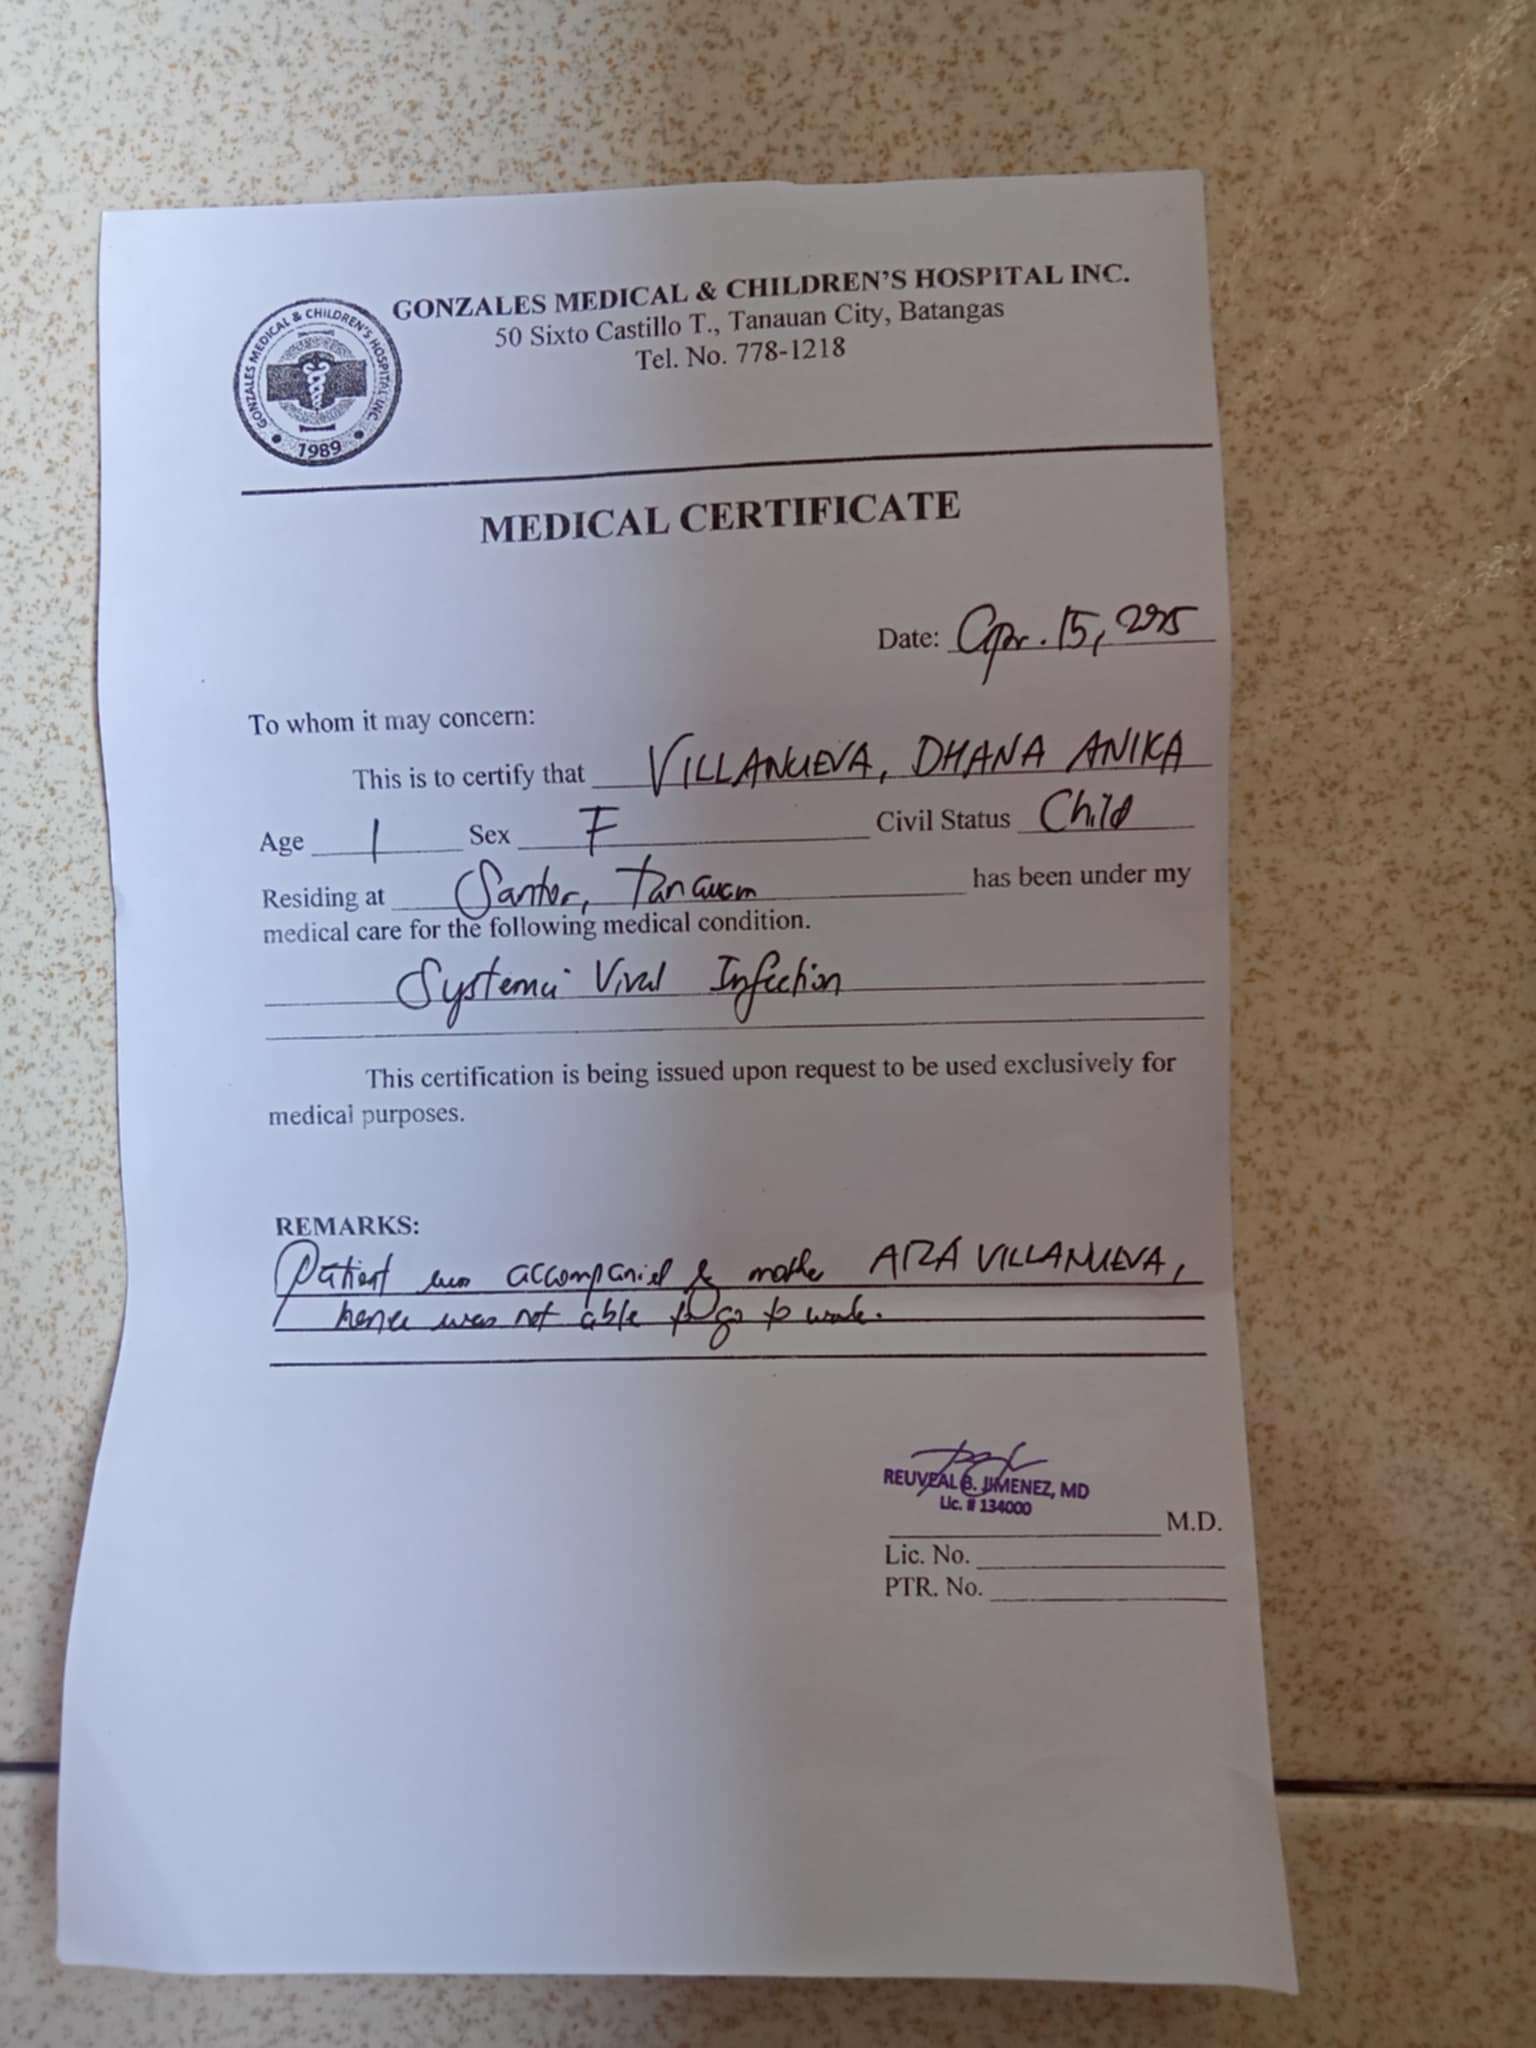 GONZALES MEDICAL & CHILDREN'S HOSPITAL INC.
50 Sixto Castillo T., Tanauan City, Batangas
Tel. No. 778-1218
GONZALES MEDICAL & CHILDREN'S HOSPITAL INC.
1989
MEDICAL CERTIFICATE
Date: Apr. 15, 2025
To whom it may concern:
This is to certify that VILLANUEVA, DHANA ANIKA
Age 1 Sex F Civil Status Child
Residing at Santor, Tanauan has been under my
medical care for the following medical condition.
Systemic Viral Infection
This certification is being issued upon request to be used exclusively for
medical purposes.
REMARKS:
Patient was accompanied by mother ARA VILLANUEVA,
hence was not able to go to work.
REUVEAL B. JIMENEZ, MD
Lic. # 134000
M.D.
Lic. No.
PTR. No.